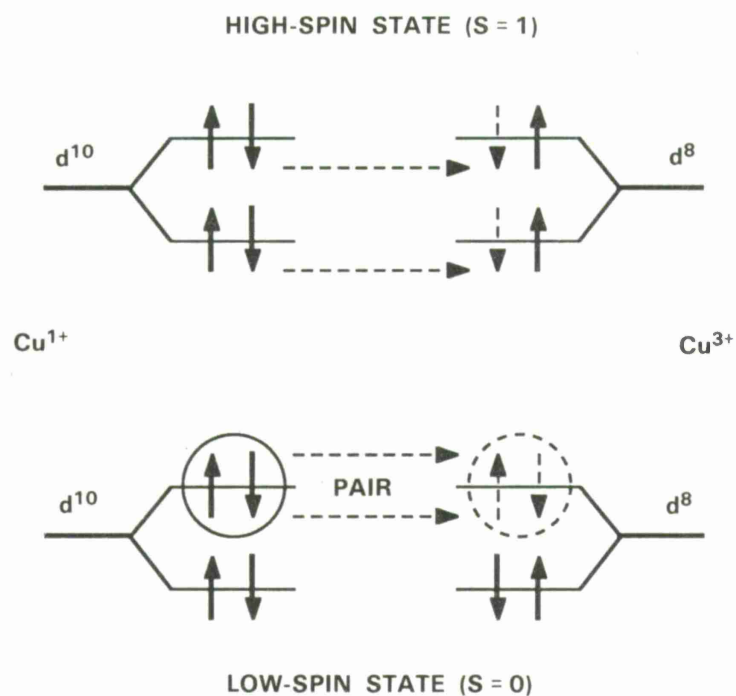 HIGH-SPIN STATE (S = 1)
d¹⁰ d⁸
Cu¹⁺ Cu³⁺
PAIR
d¹⁰ d⁸
LOW-SPIN STATE (S = 0)